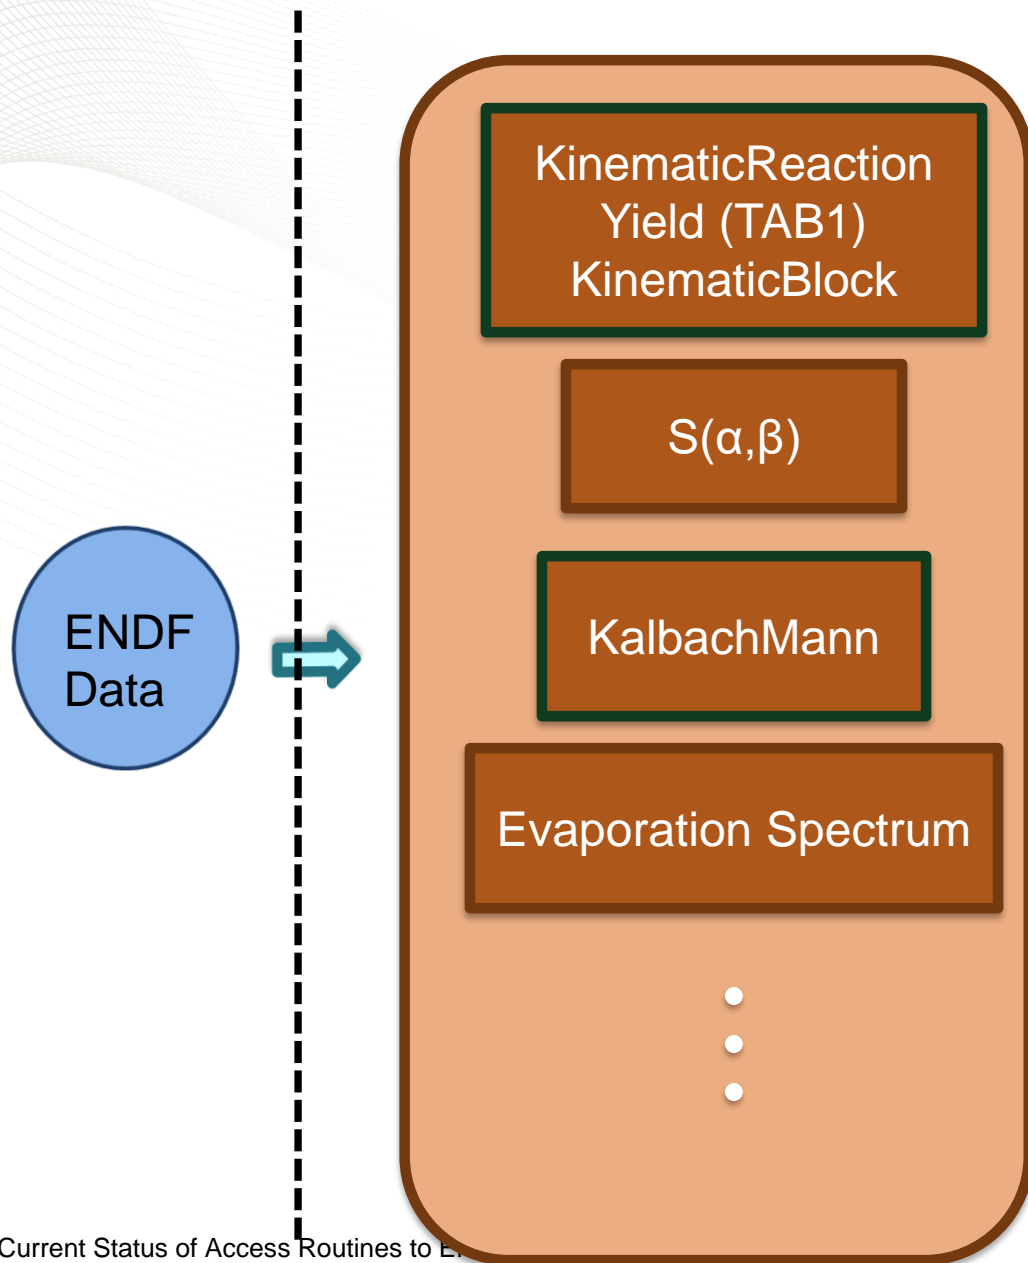 KinematicReaction
Yield (TAB1)
KinematicBlock
S(α,β)
ENDF
Data
KalbachMann
Evaporation Spectrum
Current Status of Access Routines to